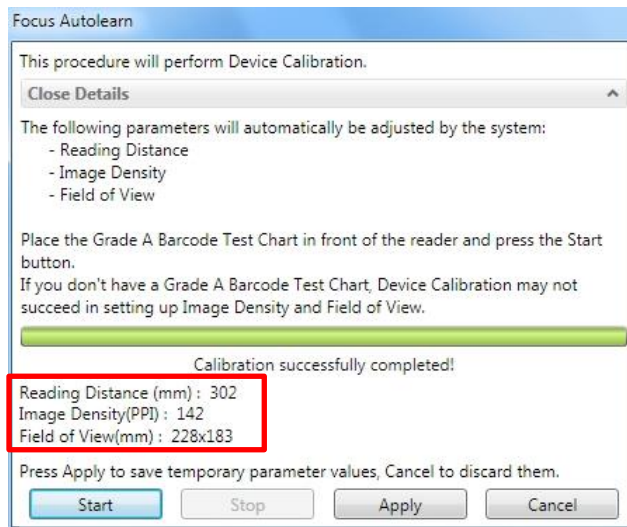 Focus Autolearn
This procedure will perform Device Calibration.
Close Details
The following parameters will automatically be adjusted by the system:
- Reading Distance
- Image Density
- Field of View
Place the Grade A Barcode Test Chart in front of the reader and press the Start
button.
If you don't have a Grade A Barcode Test Chart, Device Calibration may not
succeed in setting up Image Density and Field of View.
Calibration successfully completed!
Reading Distance (mm) : 302
Image Density(PPI) : 142
Field of View(mm) : 228x183
Press Apply to save temporary parameter values, Cancel to discard them.
Start Stop Apply Cancel